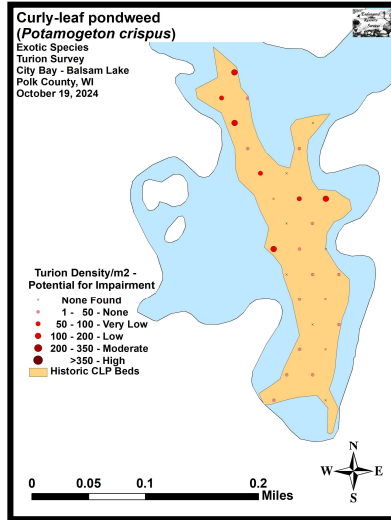 Curly-leaf pondweed
(Potamogeton crispus)
Exotic Species
Turion Survey
City Bay - Balsam Lake
Polk County, WI
October 19, 2024
Turion Density/m2 -
Potential for Impairment
None Found
1 - 50 - None
50 - 100 - Very Low
100 - 200 - Low
200 - 350 - Moderate
>350 - High
Historic CLP Beds
N
W E
S
0 0.05 0.1 0.2
Miles